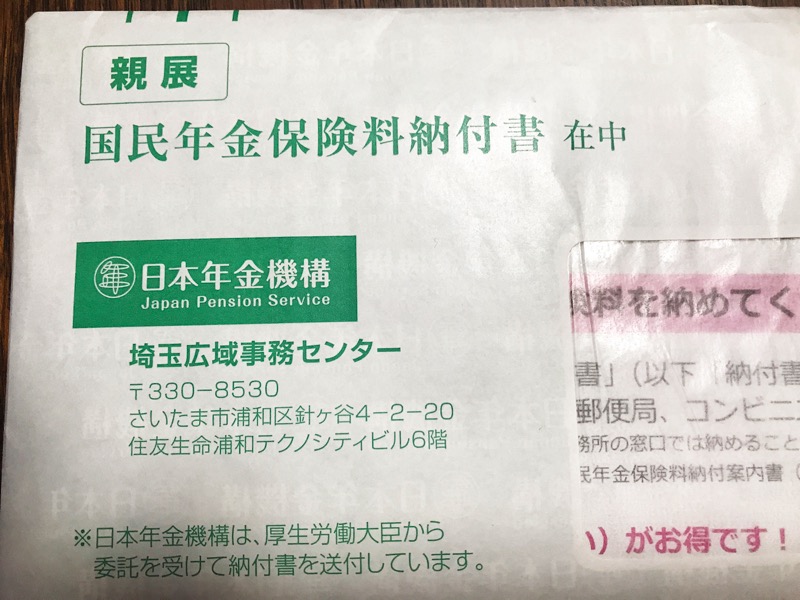 親展
国民年金保険料納付書 在中
日本年金機構
Japan Pension Service
埼玉広域事務センター
〒330-8530
さいたま市浦和区針ヶ谷4-2-20
住友生命浦和テクノシティビル6階
※日本年金機構は、厚生労働大臣から
委託を受けて納付書を送付しています。
料を納めてく
書」(以下「納付書
郵便局、コンビニ
務所の窓口では納めること
民年金保険料納付案内書(
い)がお得です!